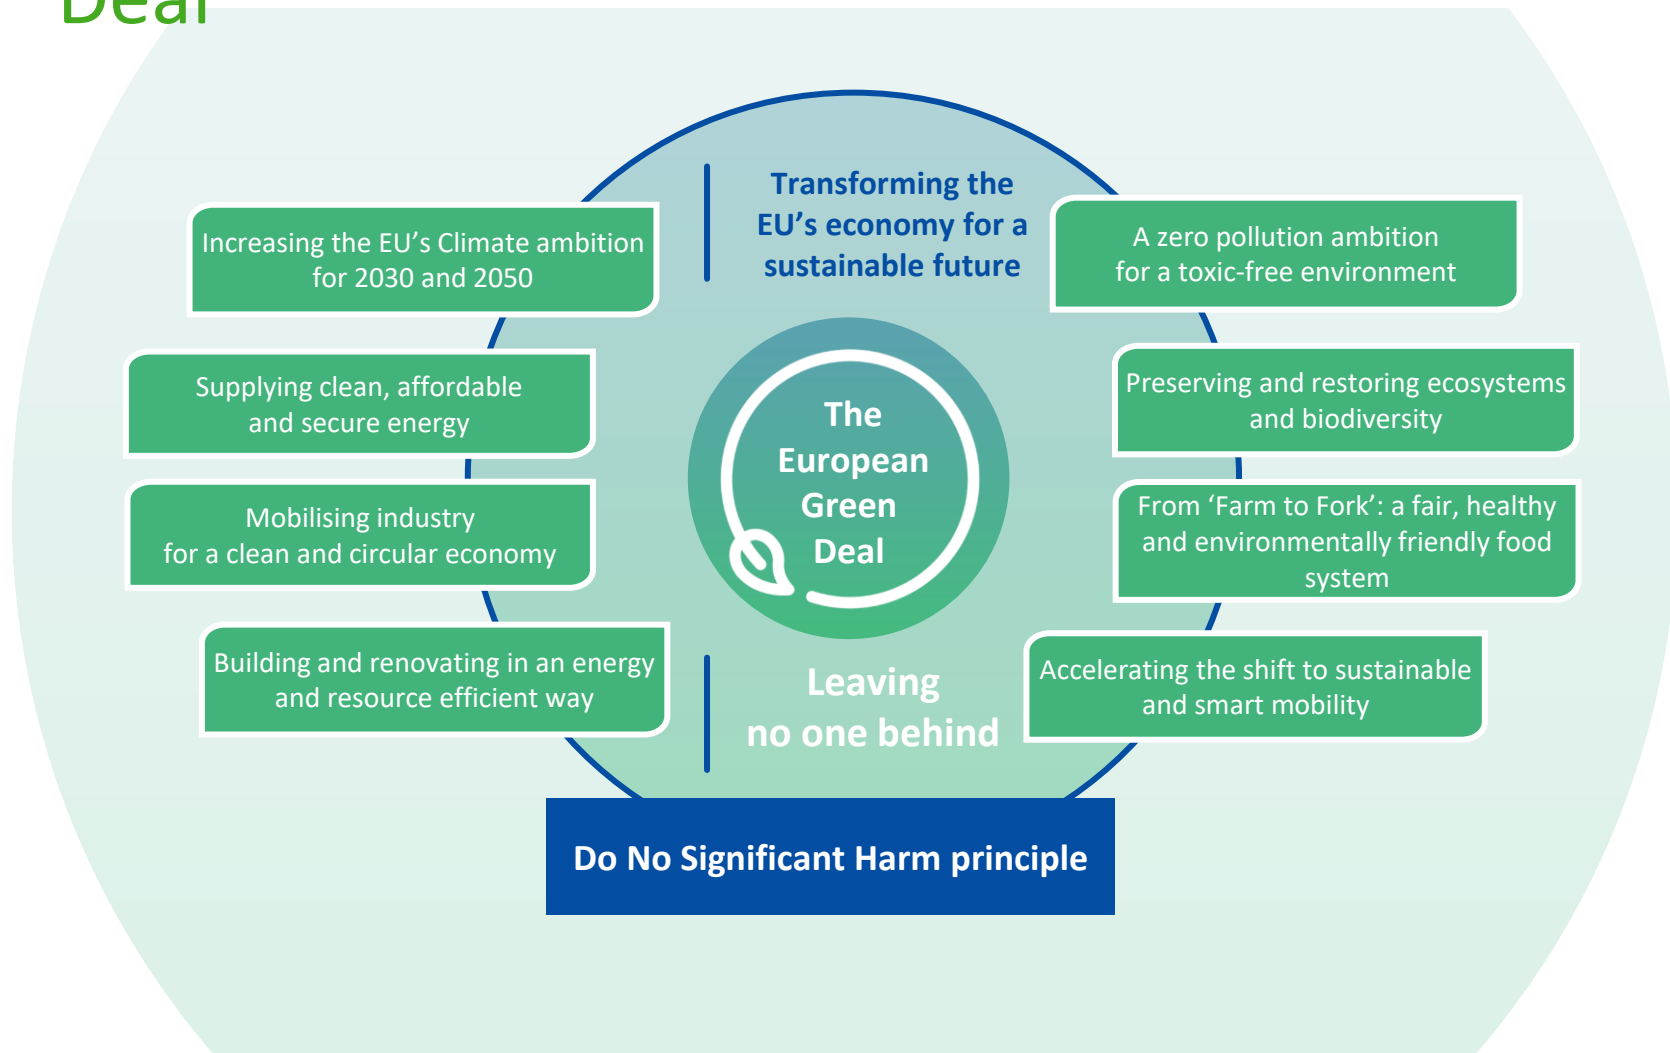 Deal
Transforming the
EU’s economy for a
sustainable future
Increasing the EU’s Climate ambition
for 2030 and 2050
Supplying clean, affordable
and secure energy
Mobilising industry
for a clean and circular economy
Building and renovating in an energy
and resource efficient way
The
European
Green
Deal
A zero pollution ambition
for a toxic-free environment
Preserving and restoring ecosystems
and biodiversity
From ‘Farm to Fork’: a fair, healthy
and environmentally friendly food
system
Accelerating the shift to sustainable
and smart mobility
Leaving
no one behind
Do No Significant Harm principle